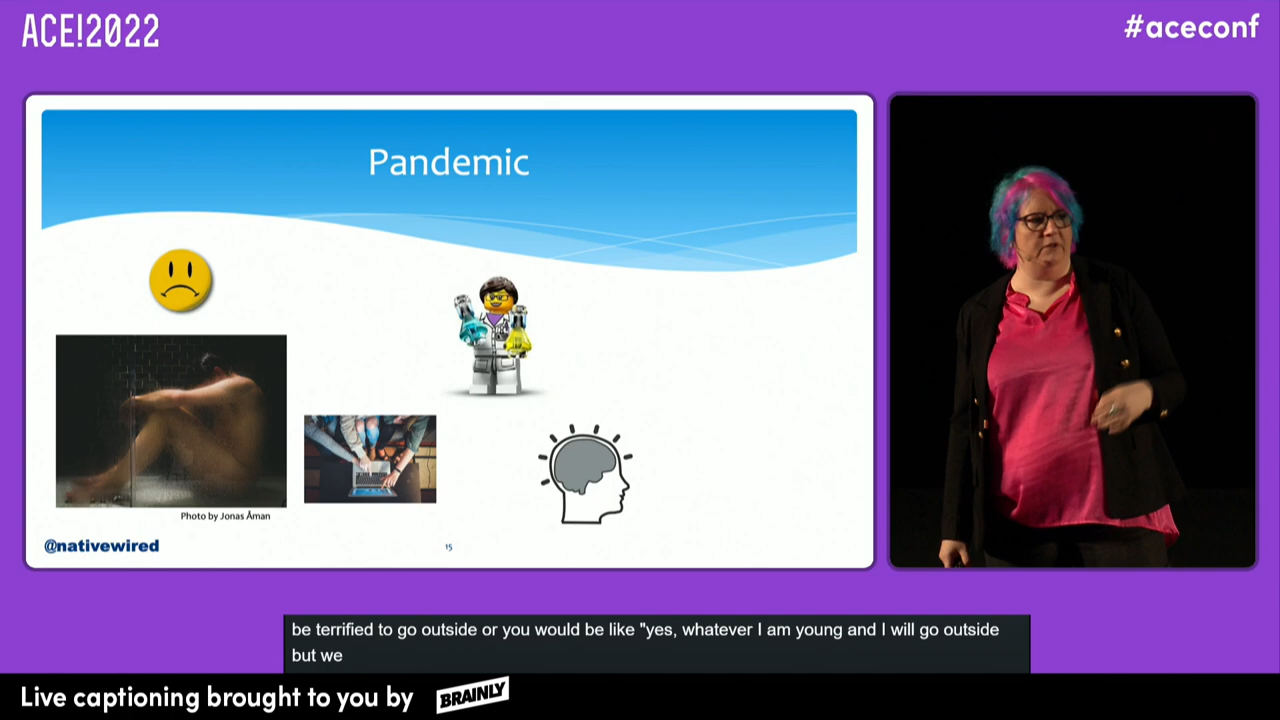 ACE!2022
#aceconf
Pandemic
Photo by Jonas Åman
@nativewired
15
be terrified to go outside or you would be like "yes, whatever I am young and I will go outside
but we
Live captioning brought to you by
BRAINLY